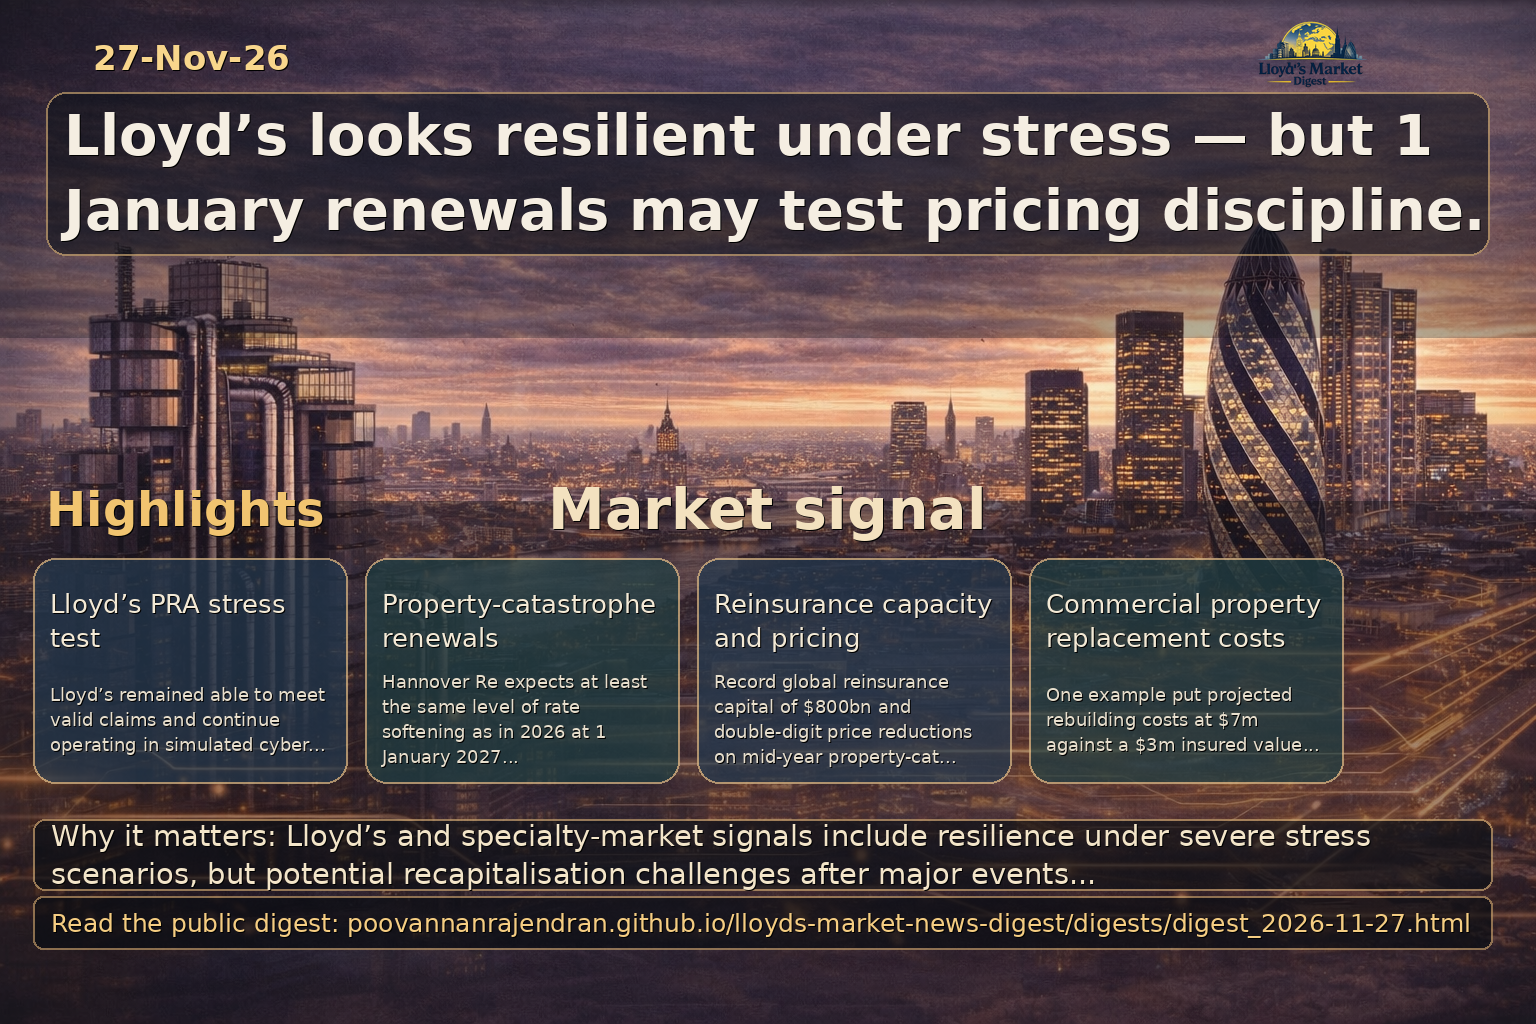 27-Nov-26
Lloyd's Market
Digest
Lloyd’s looks resilient under stress — but 1
January renewals may test pricing discipline.
Highlights
Market signal
Lloyd’s PRA stress
test
Lloyd’s remained able to meet
valid claims and continue
operating in simulated cyber...
Property-catastrophe
renewals
Hannover Re expects at least
the same level of rate
softening as in 2026 at 1
January 2027...
Reinsurance capacity
and pricing
Record global reinsurance
capital of $800bn and
double-digit price reductions
on mid-year property-cat...
Commercial property
replacement costs
One example put projected
rebuilding costs at $7m
against a $3m insured value...
Why it matters: Lloyd’s and specialty-market signals include resilience under severe stress
scenarios, but potential recapitalisation challenges after major events...
Read the public digest: poovannanrajendran.github.io/lloyds-market-news-digest/digests/digest_2026-11-27.html